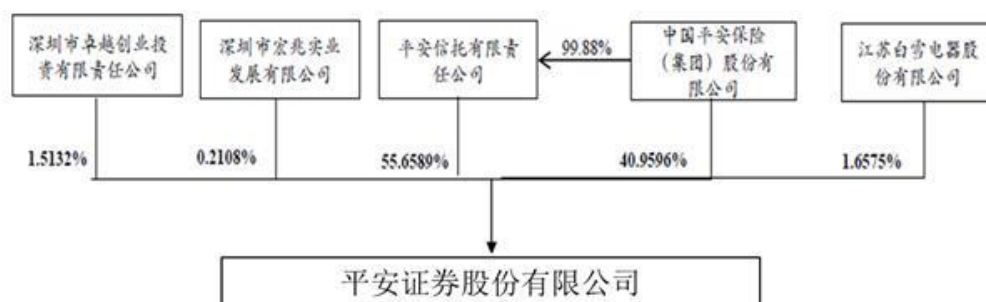 深圳市卓越创业投
资有限责任公司
深圳市宏兆实业
发展有限公司
平安信托有限责
任公司
99.88%
中国平安保险
（集团）股份有
限公司
江苏白雪电器股
份有限公司
1.5132%
0.2108%
55.6589%
40.9596%
1.6575%
平安证券股份有限公司